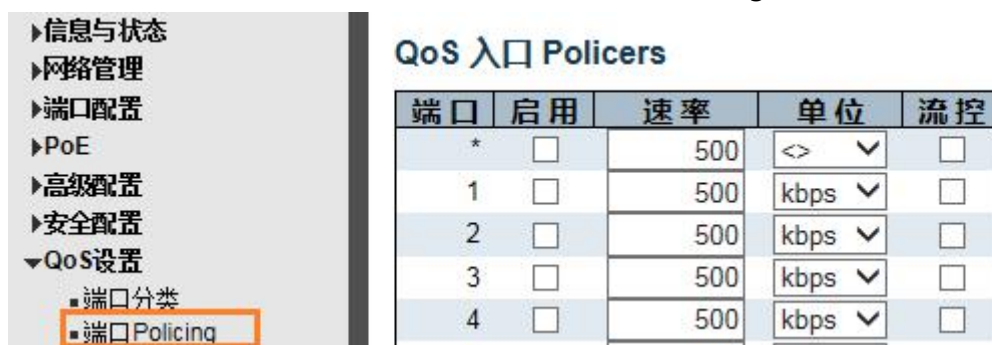 ▸信息与状态
▸网络管理
▸端口配置
▸PoE
▸高级配置
▸安全配置
▾QoS设置
▪端口分类
▪端口Policing
QoS 入口 Policers
端口 启用 速率 单位 流控
* 500 <>
1 500 kbps
2 500 kbps
3 500 kbps
4 500 kbps